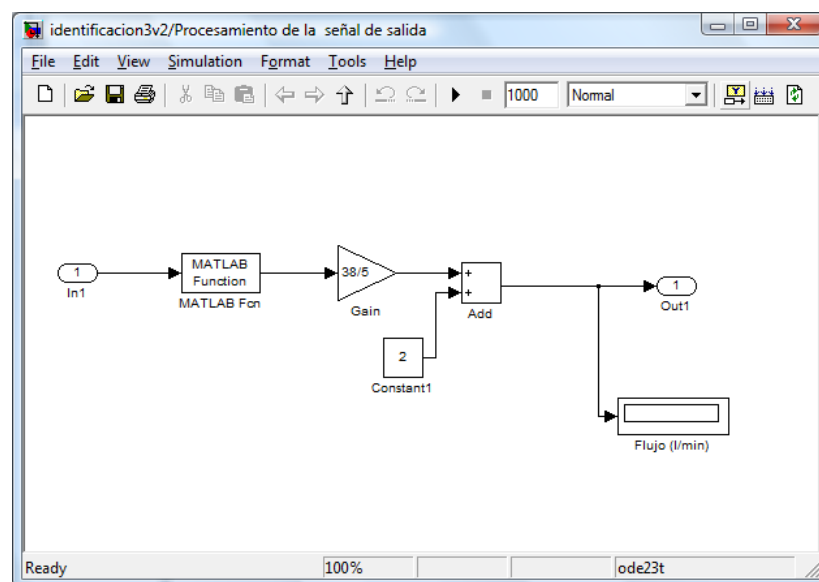 identificacion3v2/Procesamiento de la señal de salida
File Edit View Simulation Format Tools Help
1000 Normal
1
In1
MATLAB
Function
MATLAB Fcn
38/5
Gain
+
+
Add
2
Constant1
1
Out1
Flujo (l/min)
Ready 100% ode23t